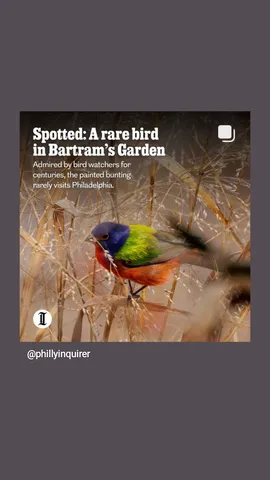 Spotted: A rare bird
in Bartram's Garden
Admired by bird watchers for
centuries, the painted bunting
rarely visits Philadelphia.
I
@phillyinquirer